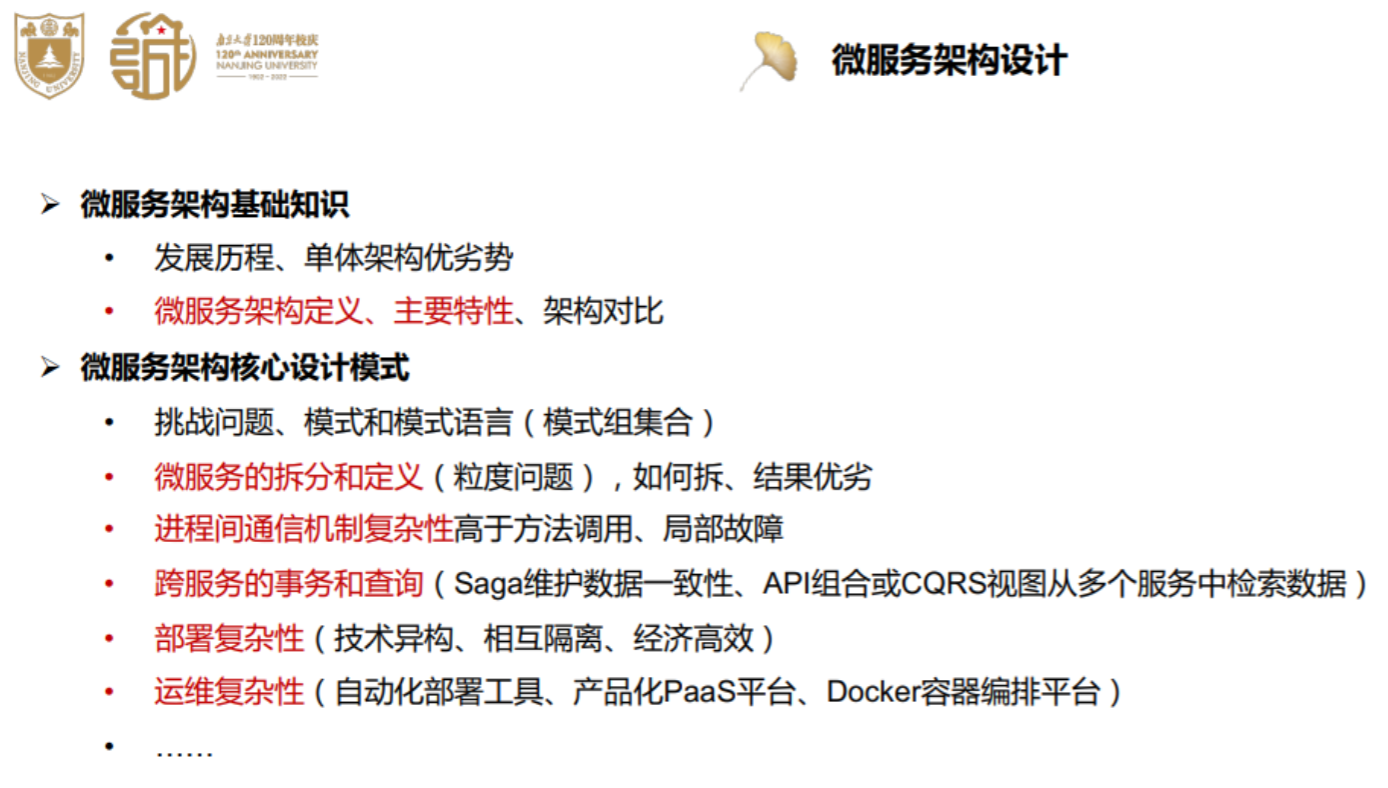 南京大学120周年校庆
120th ANNIVERSARY
NANJING UNIVERSITY
1902-2022
NANJING UNIVERSITY
微服务架构设计
➢ 微服务架构基础知识
• 发展历程、单体架构优劣势
• 微服务架构定义、主要特性、架构对比
➢ 微服务架构核心设计模式
• 挑战问题、模式和模式语言（模式组集合）
• 微服务的拆分和定义（粒度问题），如何拆、结果优劣
• 进程间通信机制复杂性高于方法调用、局部故障
• 跨服务的事务和查询（Saga维护数据一致性、API组合或CQRS视图从多个服务中检索数据）
• 部署复杂性（技术异构、相互隔离、经济高效）
• 运维复杂性（自动化部署工具、产品化PaaS平台、Docker容器编排平台）
• ……